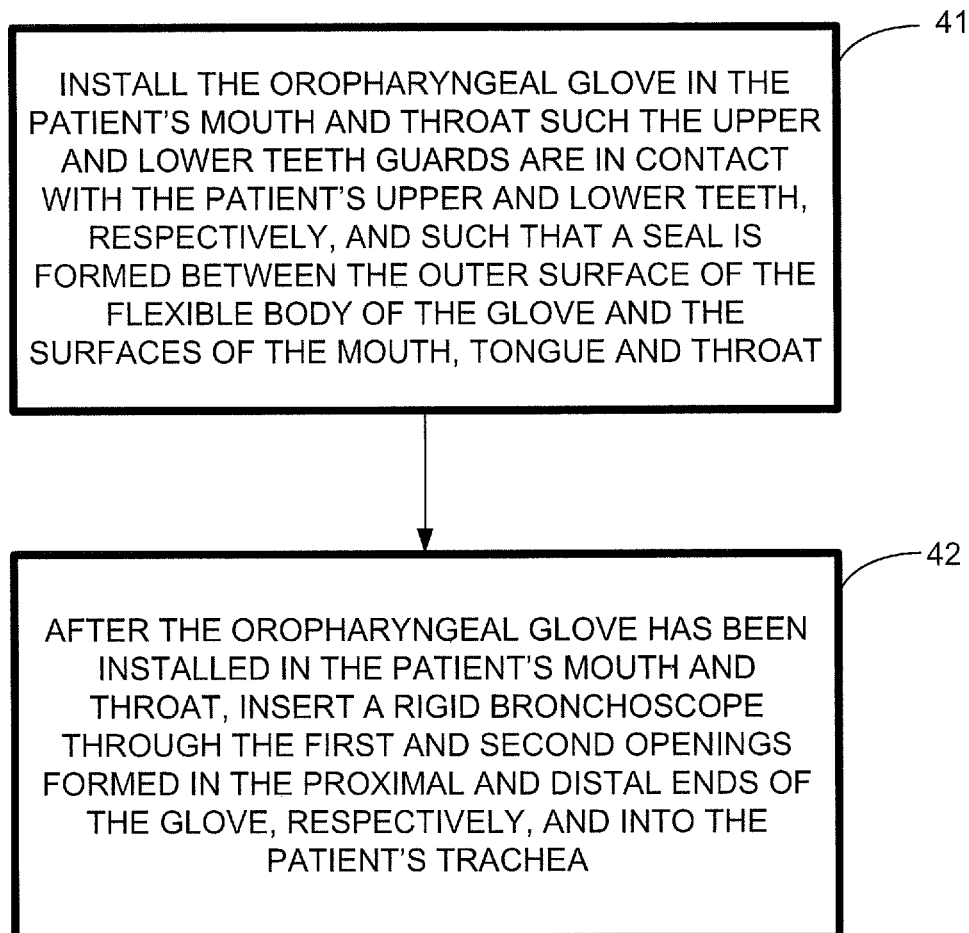 41
INSTALL THE OROPHARYNGEAL GLOVE IN THE
PATIENT'S MOUTH AND THROAT SUCH THE UPPER
AND LOWER TEETH GUARDS ARE IN CONTACT
WITH THE PATIENT'S UPPER AND LOWER TEETH,
RESPECTIVELY, AND SUCH THAT A SEAL IS
FORMED BETWEEN THE OUTER SURFACE OF THE
FLEXIBLE BODY OF THE GLOVE AND THE
SURFACES OF THE MOUTH, TONGUE AND THROAT
42
AFTER THE OROPHARYNGEAL GLOVE HAS BEEN
INSTALLED IN THE PATIENT'S MOUTH AND
THROAT, INSERT A RIGID BRONCHOSCOPE
THROUGH THE FIRST AND SECOND OPENINGS
FORMED IN THE PROXIMAL AND DISTAL ENDS OF
THE GLOVE, RESPECTIVELY, AND INTO THE
PATIENT'S TRACHEA